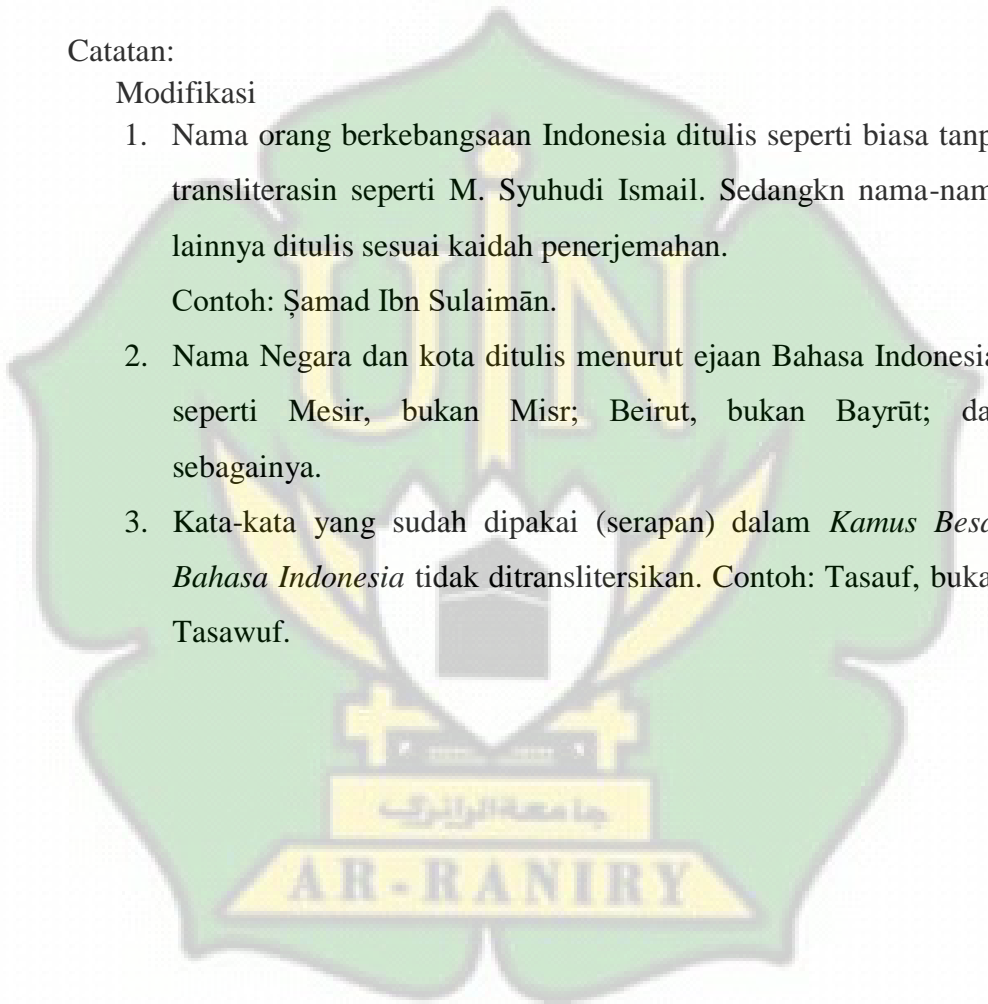 Catatan:
Modifikasi
1. Nama orang berkebangsaan Indonesia ditulis seperti biasa tanp
transliterasin seperti M. Syuhudi Ismail. Sedangkn nama-nam
lainnya ditulis sesuai kaidah penerjemahan.
Contoh: Ṣamad Ibn Sulaimān.
2. Nama Negara dan kota ditulis menurut ejaan Bahasa Indonesia
seperti Mesir, bukan Misr; Beirut, bukan Bayrūt; da
sebagainya.
3. Kata-kata yang sudah dipakai (serapan) dalam Kamus Besa
Bahasa Indonesia tidak ditranslitersikan. Contoh: Tasauf, buka
Tasawuf.
UIN
جامعة الرانري
AR-RANIRY